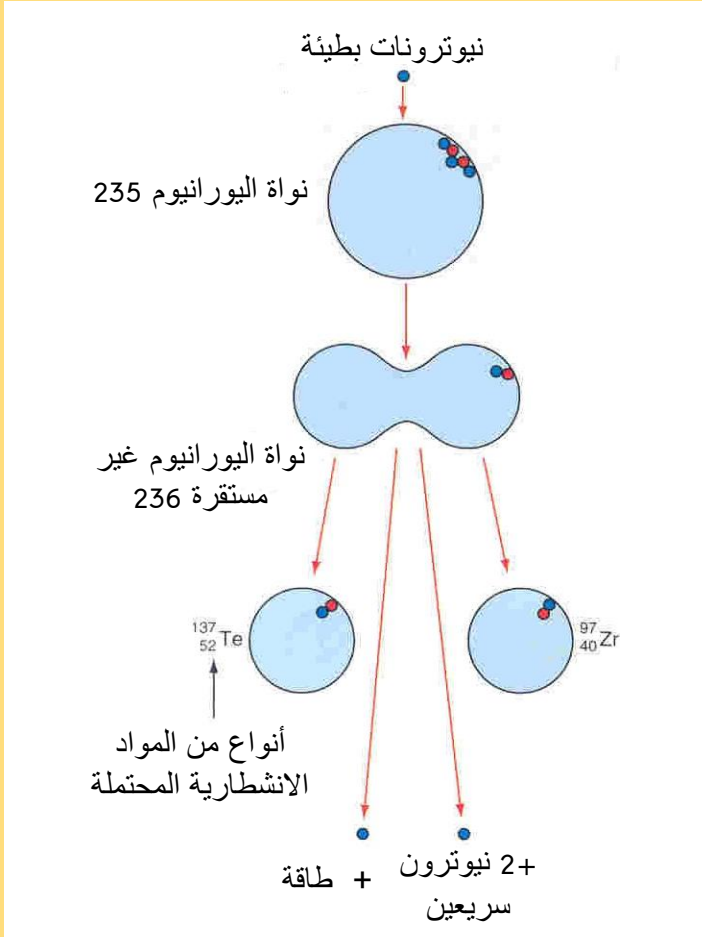 نيوترونات بطيئة
نواة اليورانيوم 235
نواة اليورانيوم غير
مستقرة 236
137
52 Te
97
40 Zr
أنواع من المواد
الانشطارية المحتملة
+2 نيوترون
سريعين
+ طاقة